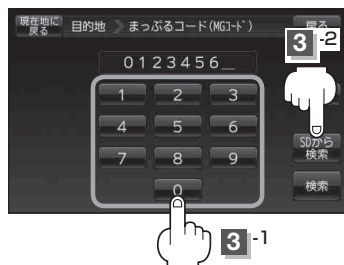 現在地に
戻る
目的地 まっぷるコード(MGｺｰﾄﾞ)
戻る
3 -2
0123456_
1 2 3
4 5 6
7 8 9
0
SDから
検索
検索
3 -1